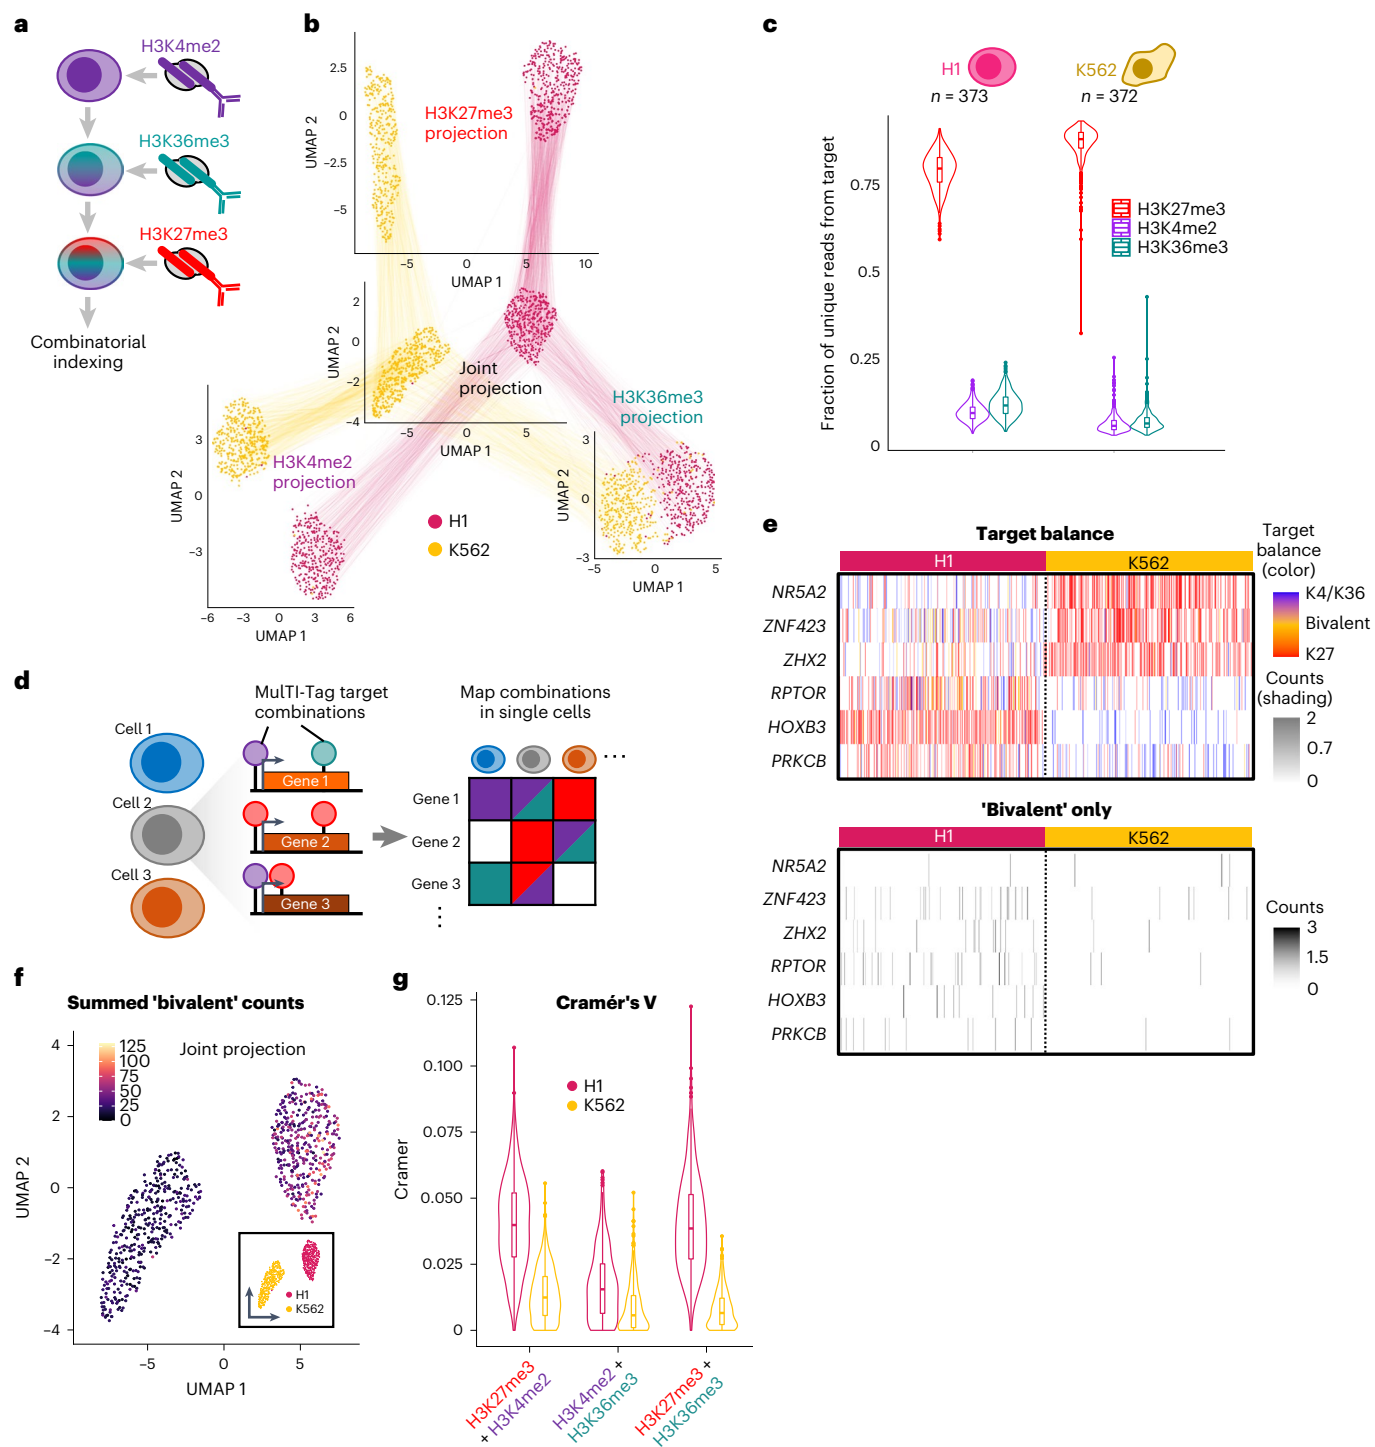 a
H3K4me2
H3K36me3
H3K27me3
Combinatorial
indexing
b
2.5
0
−2.5
−5
UMAP 2
H3K27me3
projection
−5
0
5
10
UMAP 1
2
0
−2
−4
UMAP 2
Joint
projection
−5
0
5
UMAP 1
3
0
−3
UMAP 2
H3K4me2
projection
−6
−3
0
3
6
UMAP 1
H3K36me3
projection
3
0
−3
UMAP 2
−5
0
5
UMAP 1
H1
K562
c
H1
n = 373
K562
n = 372
Fraction of unique reads from target
0.75
0.5
0.25
0
H3K27me3
H3K4me2
H3K36me3
d
MulTI-Tag target
combinations
Map combinations
in single cells
Cell 1
Cell 2
Cell 3
Gene 1
Gene 2
Gene 3
Gene 1
Gene 2
Gene 3
e
Target balance
H1
K562
NR5A2
ZNF423
ZHX2
RPTOR
HOXB3
PRKCB
Target
balance
(color)
K4/K36
Bivalent
K27
Counts
(shading)
2
0.7
0
'Bivalent' only
H1
K562
NR5A2
ZNF423
ZHX2
RPTOR
HOXB3
PRKCB
Counts
3
1.5
0
f
Summed 'bivalent' counts
Joint projection
125
100
75
50
25
0
4
2
0
−2
−4
UMAP 2
−5
0
5
UMAP 1
H1
K562
g
Cramér's V
0.125
0.100
0.075
0.050
0.025
0
Cramer
H1
K562
H3K27me3
+ H3K4me2
H3K4me2 +
H3K36me3
H3K27me3 +
H3K36me3